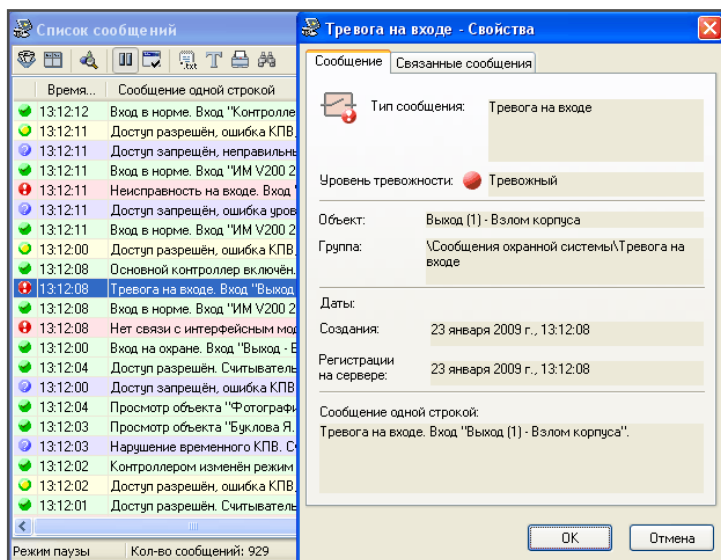 Список сообщений
.txt
Время... Сообщение одной строкой
13:12:12 Вход в норме. Вход "Контролле
13:12:11 Доступ разрешён, ошибка КПВ.
13:12:11 Доступ запрещён, неправильн
13:12:11 Вход в норме. Вход "ИМ V200 2
13:12:11 Неисправность на входе. Вход
13:12:11 Доступ запрещён, ошибка уров
13:12:11 Вход в норме. Вход "ИМ V200 2
13:12:00 Доступ разрешён, ошибка КПВ.
13:12:08 Основной контроллер включён.
13:12:08 Тревога на входе. Вход "Выход
13:12:08 Вход в норме. Вход "ИМ V200 2
13:12:08 Нет связи с интерфейсным мод
13:12:00 Вход на охране. Вход "Выход - В
13:12:04 Доступ разрешён. Считыватель
13:12:00 Доступ запрещён, ошибка КПВ
13:12:04 Просмотр объекта "Фотографи
13:12:03 Просмотр объекта "Буклова Я.
13:12:03 Нарушение временного КПВ. Сч
13:12:02 Контроллером изменён режим
13:12:02 Доступ разрешён, ошибка КПВ.
13:12:01 Доступ разрешён. Считыватель
Режим паузы Кол-во сообщений: 929
Тревога на входе - Свойства
Сообщение Связанные сообщения
Тип сообщения: Тревога на входе
Уровень тревожности: Тревожный
Объект: Выход (1) - Взлом корпуса
Группа: \Сообщения охранной системы\Тревога на
входе
Даты:
Создания: 23 января 2009 г., 13:12:08
Регистрации
на сервере: 23 января 2009 г., 13:12:08
Сообщение одной строкой:
Тревога на входе. Вход "Выход (1) - Взлом корпуса".
OK Отмена